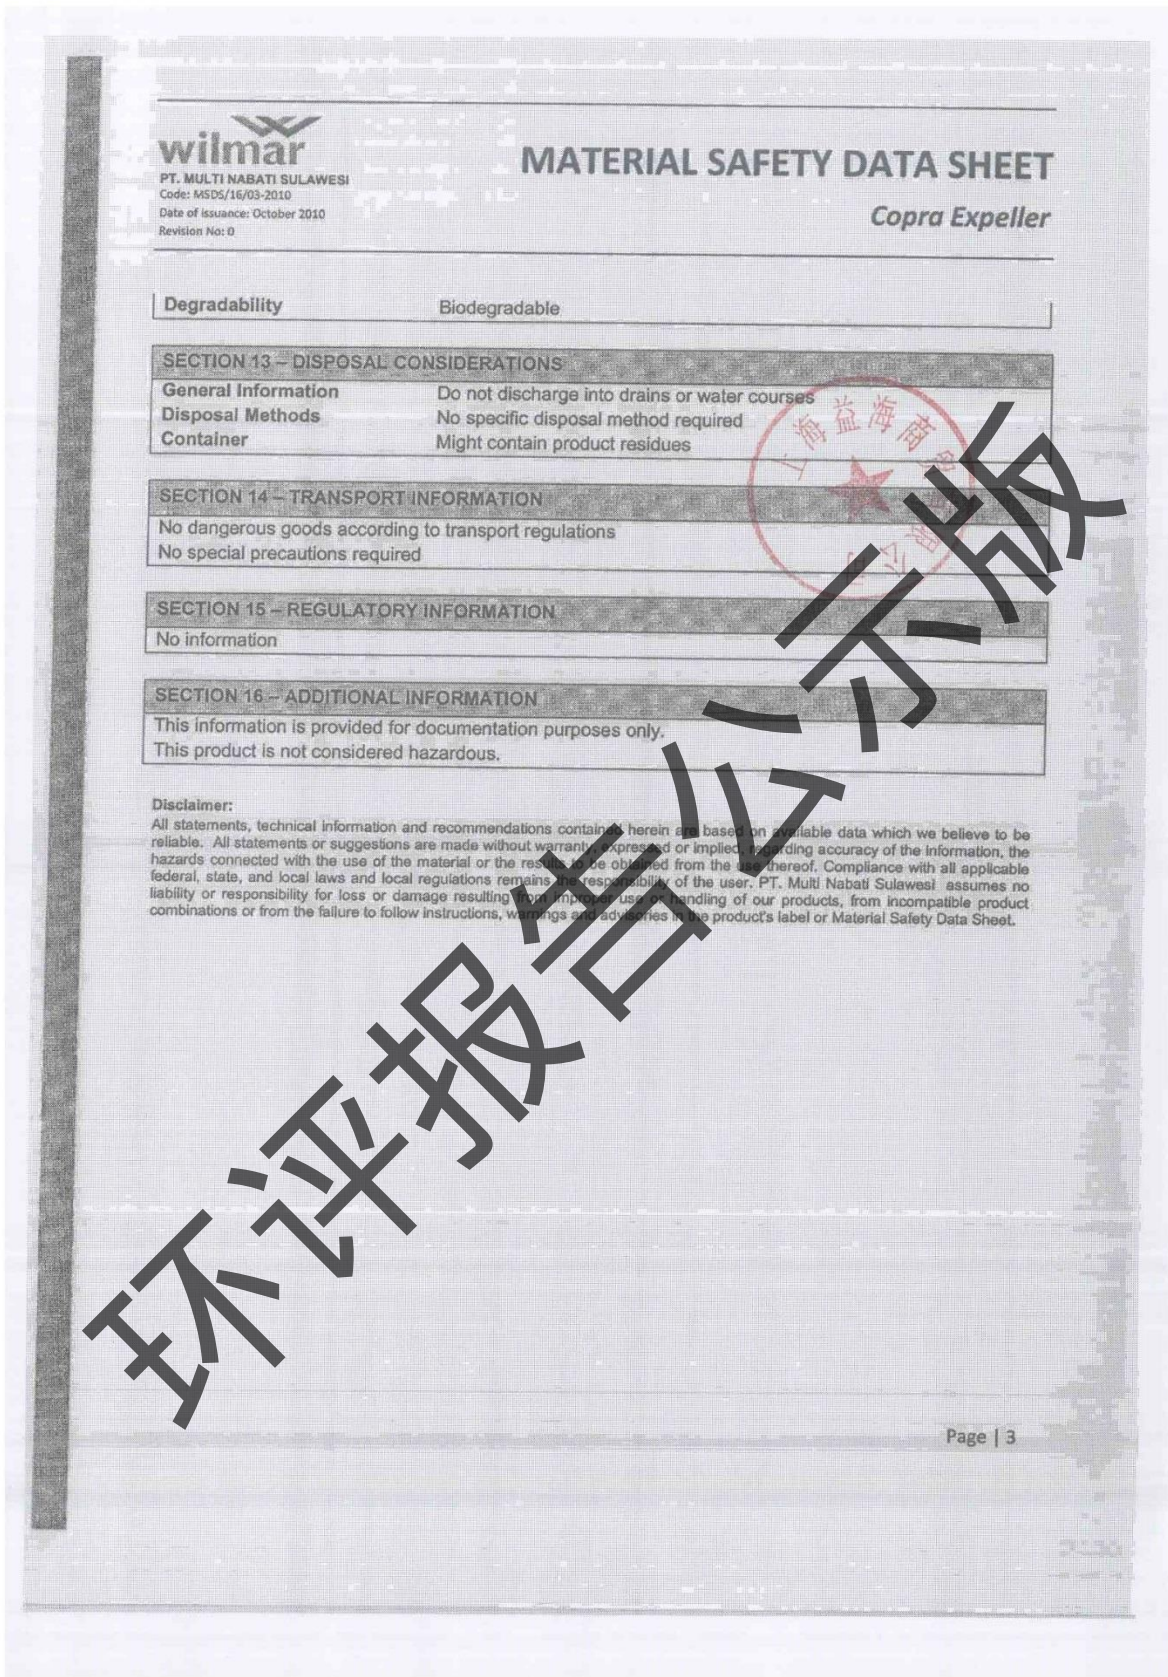 wilmar
PT. MULTI NABATI SULAWESI
Code: MSDS/16/03-2010
Date of issuance: October 2010
Revision No: 0
MATERIAL SAFETY DATA SHEET
Copra Expeller
Degradability Biodegradable
SECTION 13 – DISPOSAL CONSIDERATIONS
General Information Do not discharge into drains or water courses
Disposal Methods No specific disposal method required
Container Might contain product residues
SECTION 14 – TRANSPORT INFORMATION
No dangerous goods according to transport regulations
No special precautions required
SECTION 15 – REGULATORY INFORMATION
No information
SECTION 16 – ADDITIONAL INFORMATION
This information is provided for documentation purposes only.
This product is not considered hazardous.
Disclaimer:
All statements, technical information and recommendations contained herein are based on available data which we believe to be
reliable. All statements or suggestions are made without warranty, expressed or implied, regarding accuracy of the information, the
hazards connected with the use of the material or the results to be obtained from the use thereof. Compliance with all applicable
federal, state, and local laws and local regulations remains the responsibility of the user. PT. Multi Nabati Sulawesi assumes no
liability or responsibility for loss or damage resulting from improper use or handling of our products, from incompatible product
combinations or from the failure to follow instructions, warnings and advisories in the product's label or Material Safety Data Sheet.
上海益海商贸有限公司
环评报告公示版
Page | 3